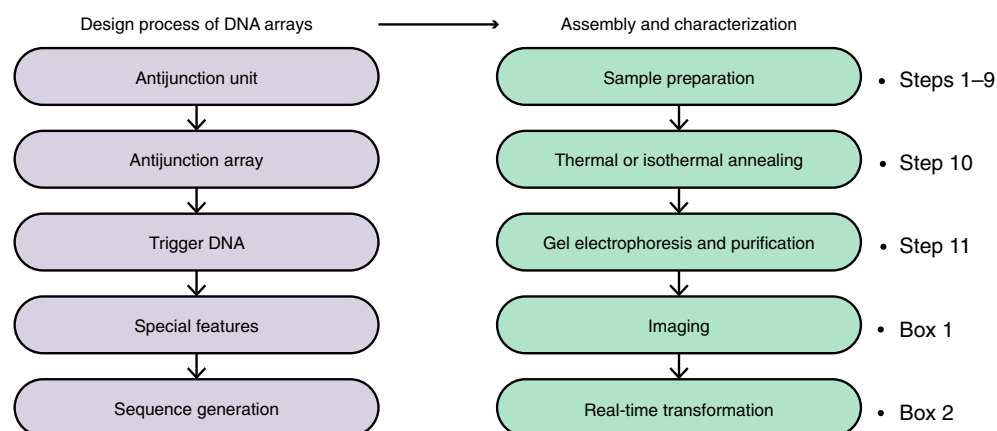 Design process of DNA arrays
Antijunction unit
Antijunction array
Trigger DNA
Special features
Sequence generation
Assembly and characterization
Sample preparation
• Steps 1–9
Thermal or isothermal annealing
• Step 10
Gel electrophoresis and purification
• Step 11
Imaging
• Box 1
Real-time transformation
• Box 2